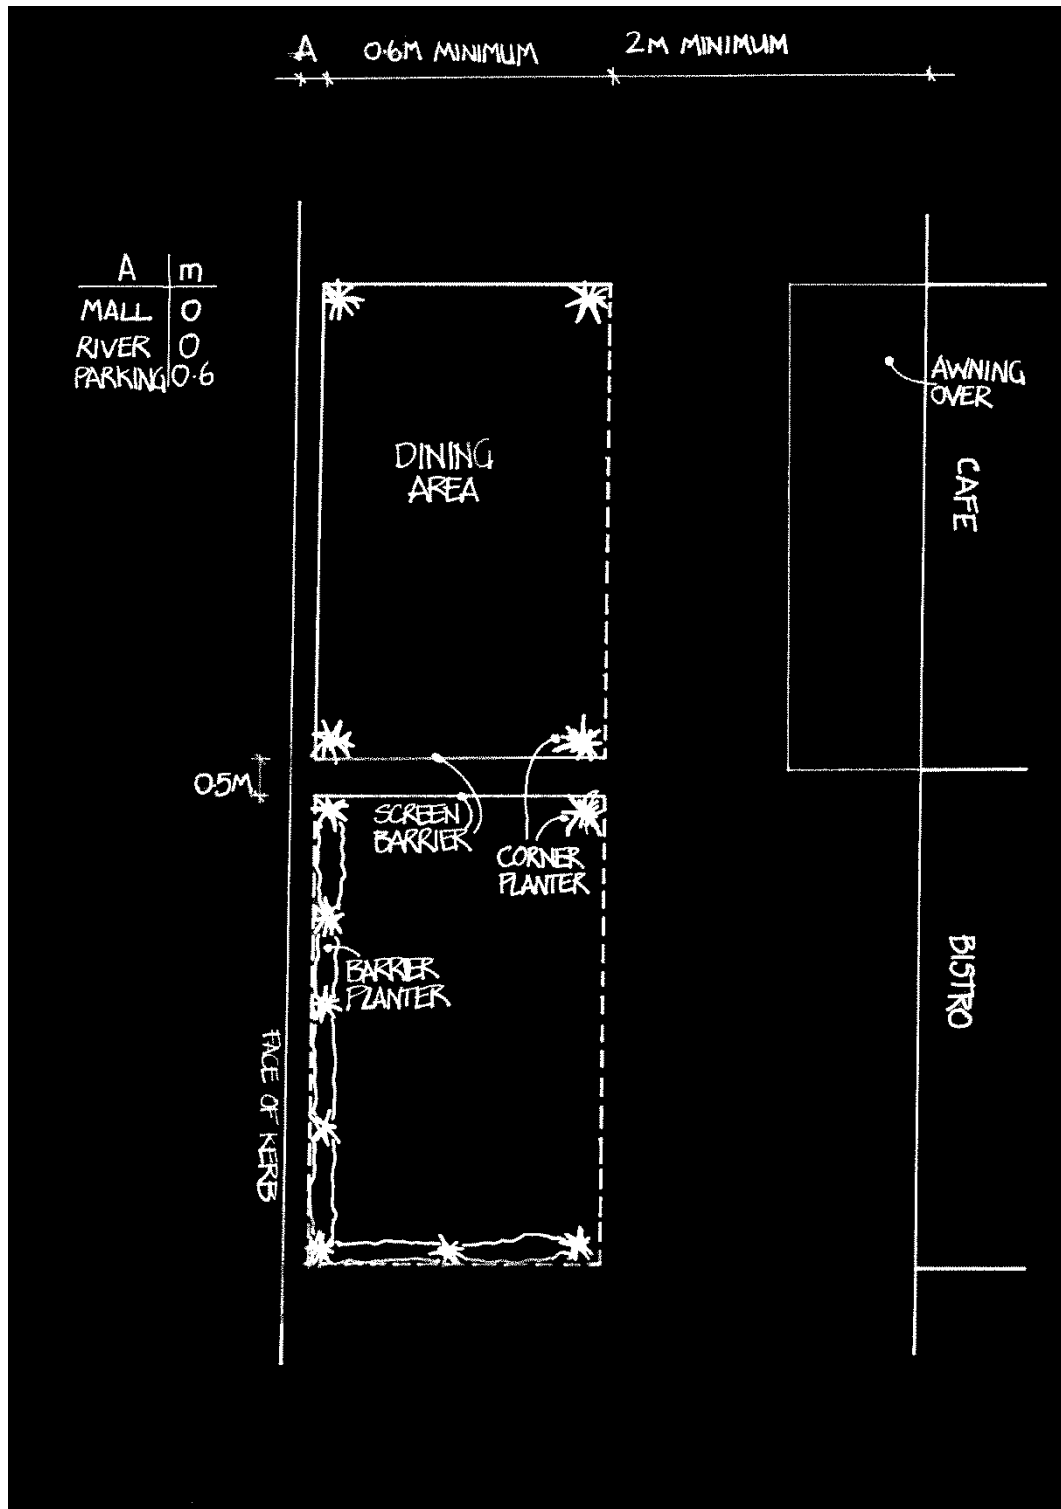 A 0.6M MINIMUM 2M MINIMUM
A m
MALL 0
RIVER 0
PARKING 0.6
AWNING
OVER
CAFE
DINING
AREA
0.5M
SCREEN
BARRIER
CORNER
PLANTER
BARRIER
PLANTER
BISTRO
FACE OF KERB